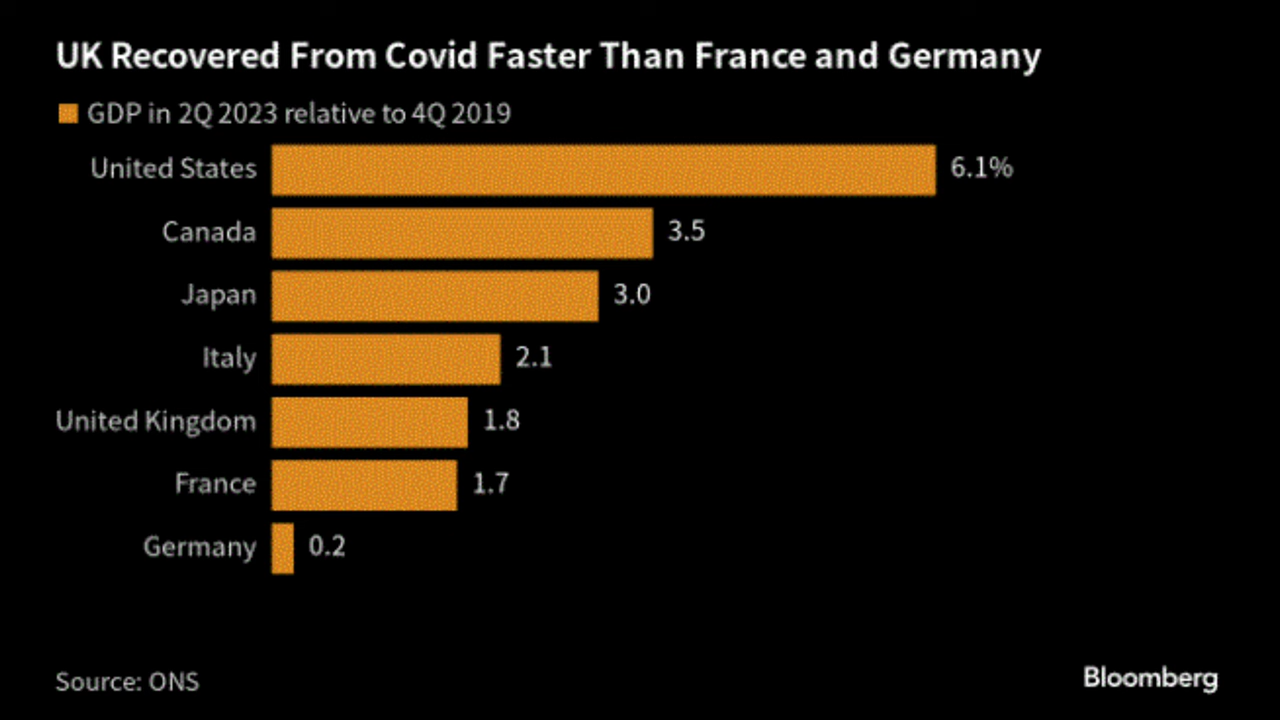 UK Recovered From Covid Faster Than France and Germany
GDP in 2Q 2023 relative to 4Q 2019
United States 6.1%
Canada 3.5
Japan 3.0
Italy 2.1
United Kingdom 1.8
France 1.7
Germany 0.2
Source: ONS
Bloomberg